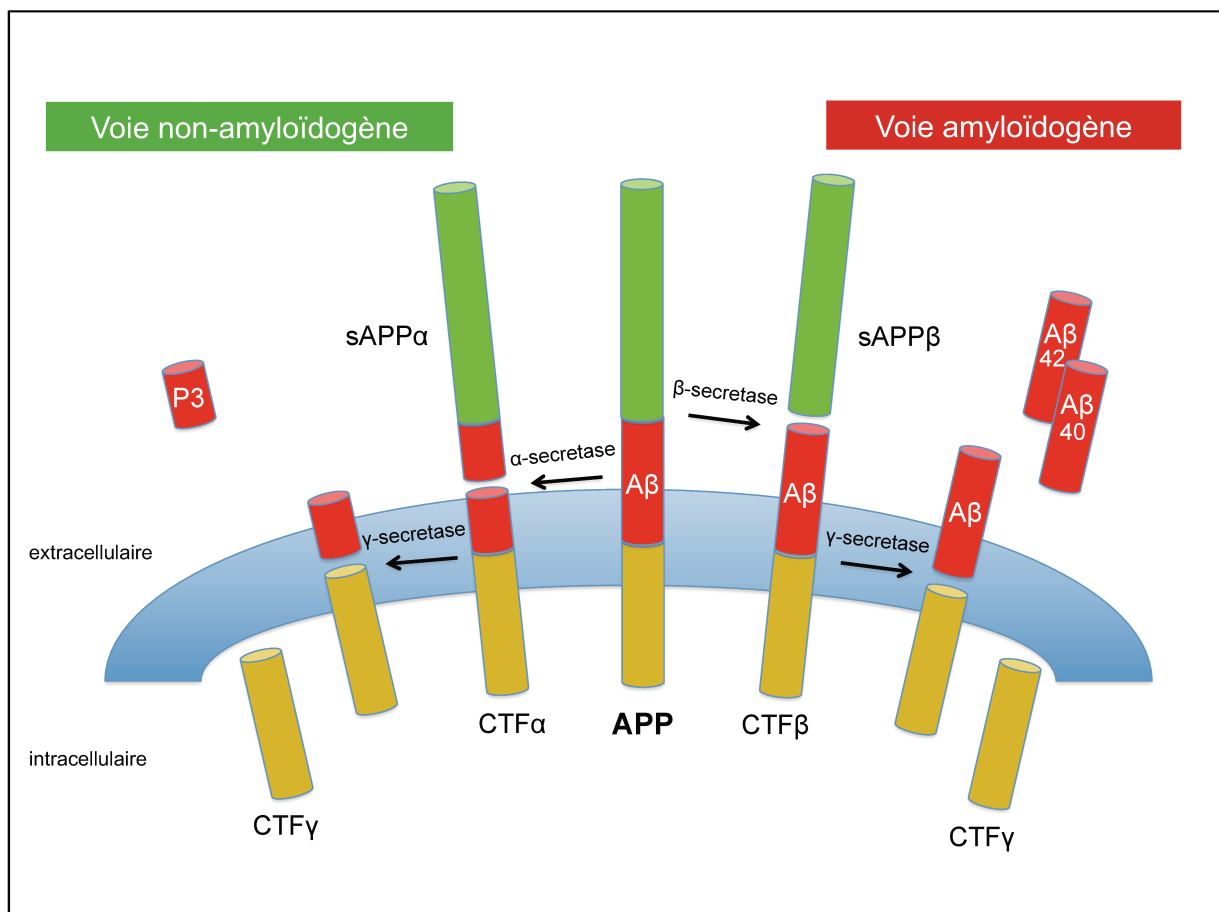 Voie non-amyloïdogène
Voie amyloïdogène
sAPPα
sAPPβ
P3
Aβ
42
Aβ
40
β-secretase
α-secretase
Aβ
Aβ
Aβ
γ-secretase
γ-secretase
extracellulaire
intracellulaire
CTFα
APP
CTFβ
CTFγ
CTFγ